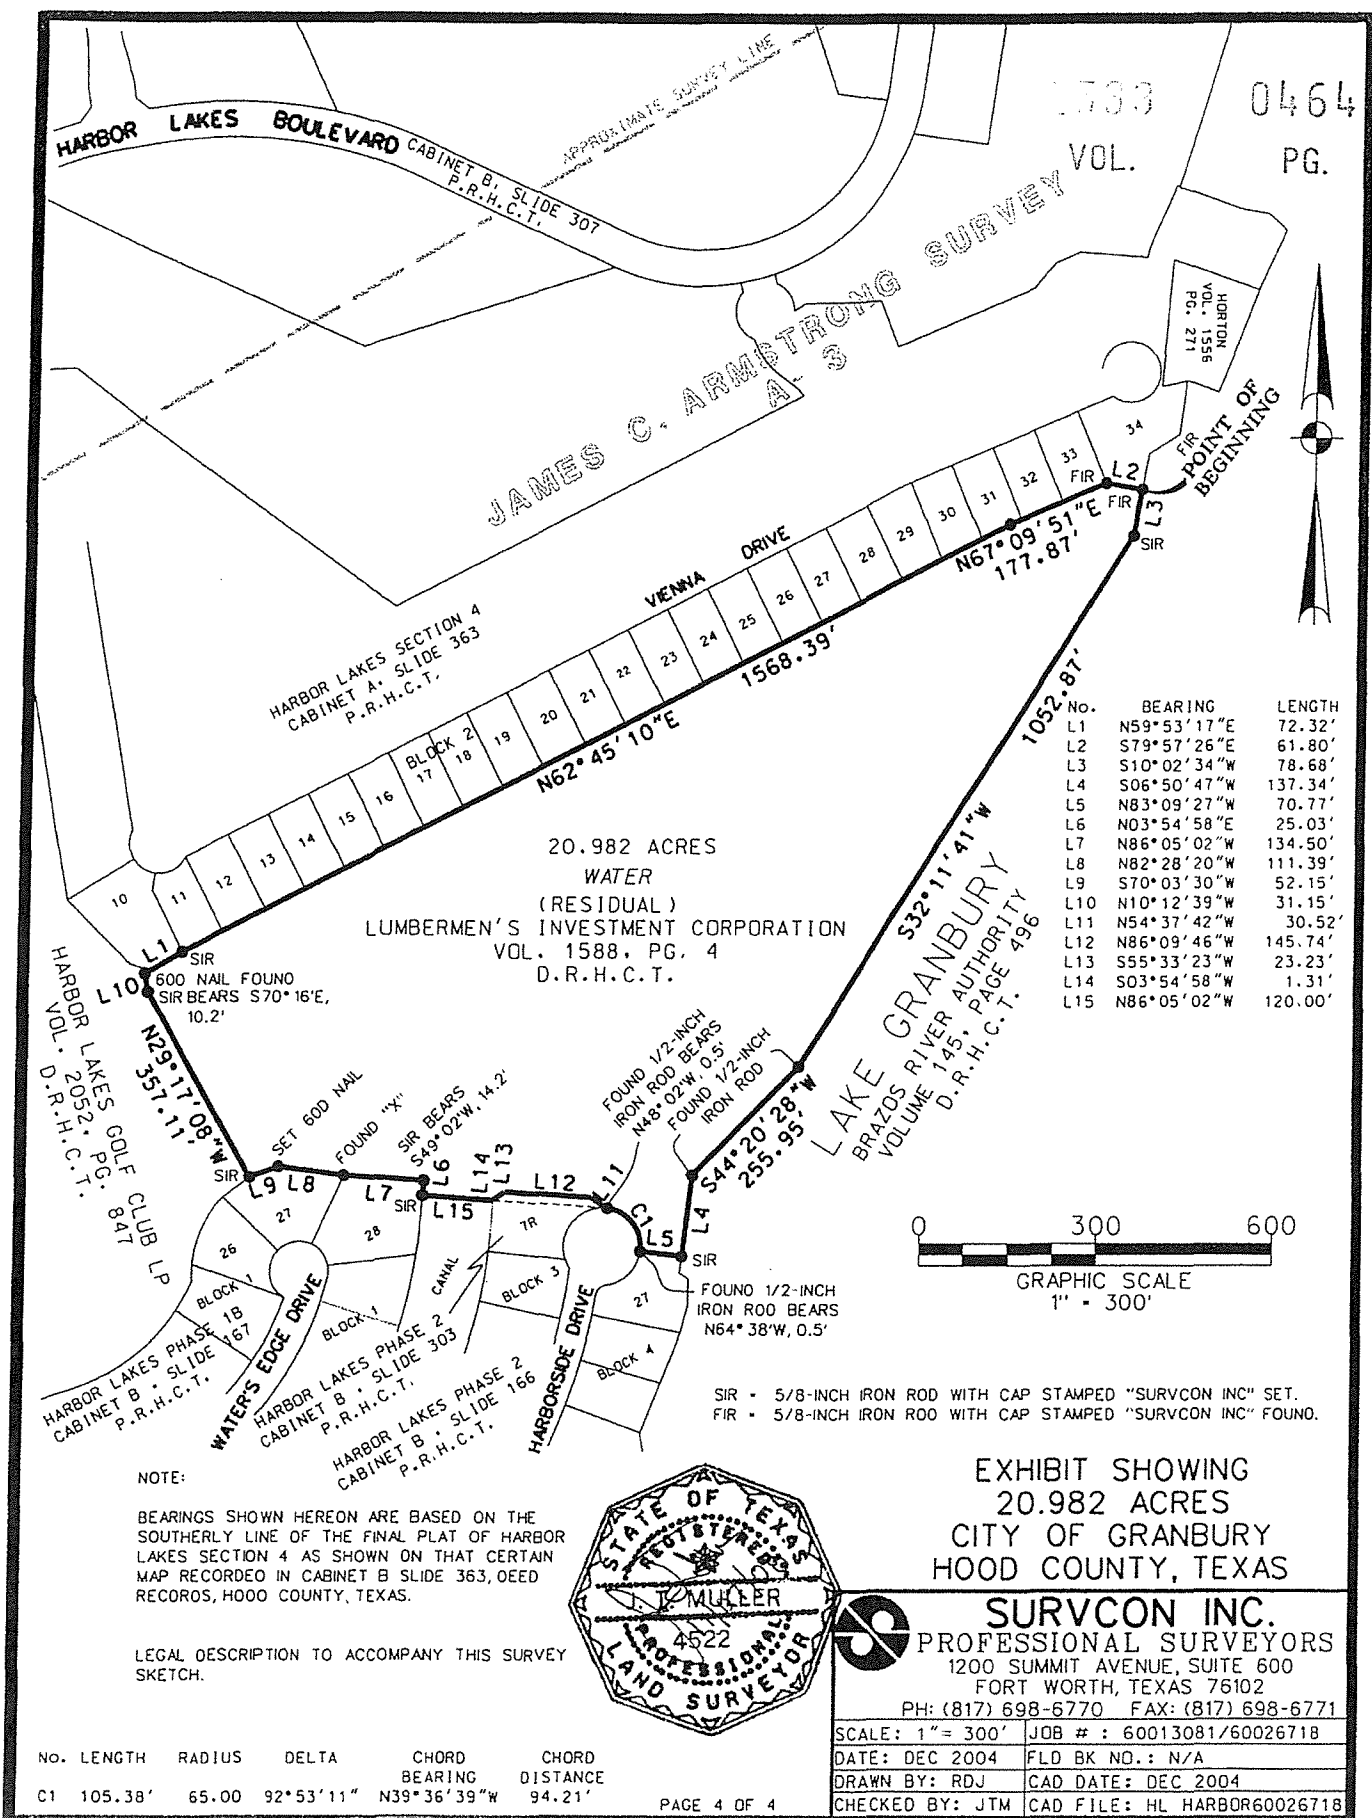 0464
VOL.
PG.
HARBOR LAKES BOULEVARD
CABINET B, SLIDE 307
P.R.H.C.T.
APPROXIMATE SURVEY LINE
JAMES C. ARMSTRONG SURVEY
A-3
HORTON
VOL. 1556
PG. 271
FIR
POINT OF
BEGINNING
34
33
32
31
30
29
28
27
26
25
24
23
22
21
20
19
18
17
16
15
14
13
12
11
10
BLOCK 2
FIR
L2
FIR
L3
SIR
N67°09'51"E
177.87'
VIENNA DRIVE
HARBOR LAKES SECTION 4
CABINET A, SLIDE 363
P.R.H.C.T.
1568.39'
N62°45'10"E
1052.87'
S32°11'41"W
No. BEARING LENGTH
L1 N59°53'17"E 72.32'
L2 S79°57'26"E 61.80'
L3 S10°02'34"W 78.68'
L4 S06°50'47"W 137.34'
L5 N83°09'27"W 70.77'
L6 N03°54'58"E 25.03'
L7 N86°05'02"W 134.50'
L8 N82°28'20"W 111.39'
L9 S70°03'30"W 52.15'
L10 N10°12'39"W 31.15'
L11 N54°37'42"W 30.52'
L12 N86°09'46"W 145.74'
L13 S55°33'23"W 23.23'
L14 S03°54'58"W 1.31'
L15 N86°05'02"W 120.00'
20.982 ACRES
WATER
(RESIDUAL)
LUMBERMEN'S INVESTMENT CORPORATION
VOL. 1588, PG. 4
D.R.H.C.T.
LAKE GRANBURY
BRAZOS RIVER AUTHORITY
VOLUME 145, PAGE 496
D.R.H.C.T.
L1
SIR
L10
600 NAIL FOUND
SIR BEARS S70°16'E,
10.2'
HARBOR LAKES GOLF CLUB LP
VOL. 2052, PG. 847
D.R.H.C.T.
N29°17'08"W
357.11'
SET 60D NAIL
FOUND "X"
SIR BEARS
S49°02'W, 14.2'
FOUND 1/2-INCH
IRON ROD BEARS
N48°02'W, 0.5'
FOUND 1/2-INCH
IRON ROD
S44°20'28"W
255.95'
SIR
L9
L8
L7
L6
SIR
L15
L14
L13
L12
L11
C1
L5
L4
SIR
27
26
28
7R
27
CANAL
BLOCK 1
BLOCK 1
BLOCK 3
BLOCK 4
FOUND 1/2-INCH
IRON ROO BEARS
N64°38'W, 0.5'
0 300 600
GRAPHIC SCALE
1" = 300'
HARBOR LAKES PHASE 1B
CABINET B , SLIDE 167
P.R.H.C.T.
WATER'S EDGE DRIVE
HARBOR LAKES PHASE 2
CABINET B , SLIDE 303
P.R.H.C.T.
HARBOR LAKES PHASE 2
CABINET B , SLIDE 166
P.R.H.C.T.
HARBORSIDE DRIVE
SIR = 5/8-INCH IRON ROD WITH CAP STAMPED "SURVCON INC" SET.
FIR = 5/8-INCH IRON ROO WITH CAP STAMPED "SURVCON INC" FOUND.
NOTE:
BEARINGS SHOWN HEREON ARE BASED ON THE
SOUTHERLY LINE OF THE FINAL PLAT OF HARBOR
LAKES SECTION 4 AS SHOWN ON THAT CERTAIN
MAP RECORDED IN CABINET B SLIDE 363, OEED
RECOROS, HOOO COUNTY, TEXAS.
LEGAL OESCRIPTION TO ACCOMPANY THIS SURVEY
SKETCH.
STATE OF TEXAS
REGISTERED
J. T. MULLER
4522
PROFESSIONAL
LAND SURVEYOR
EXHIBIT SHOWING
20.982 ACRES
CITY OF GRANBURY
HOOD COUNTY, TEXAS
SURVCON INC.
PROFESSIONAL SURVEYORS
1200 SUMMIT AVENUE, SUITE 600
FORT WORTH, TEXAS 76102
PH: (817) 698-6770 FAX: (817) 698-6771
SCALE: 1"= 300' JOB # : 60013081/60026718
DATE: DEC 2004 FLD BK NO.: N/A
DRAWN BY: RDJ CAD DATE: DEC 2004
CHECKED BY: JTM CAD FILE: HL HARBOR60026718
No. LENGTH RADIUS DELTA CHORD BEARING CHORD DISTANCE
C1 105.38' 65.00 92°53'11" N39°36'39"W 94.21'
PAGE 4 OF 4